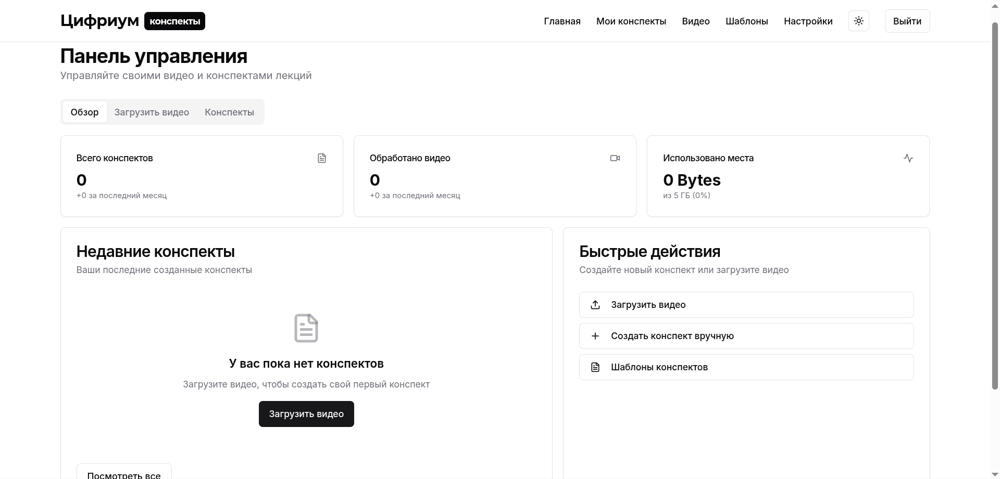 Цифриум конспекты
Главная Мои конспекты Видео Шаблоны Настройки Выйти
Панель управления
Управляйте своими видео и конспектами лекций
Обзор Загрузить видео Конспекты
Всего конспектов
0
+0 за последний месяц
Обработано видео
0
+0 за последний месяц
Использовано места
0 Bytes
из 5 ГБ (0%)
Недавние конспекты
Ваши последние созданные конспекты
У вас пока нет конспектов
Загрузите видео, чтобы создать свой первый конспект
Загрузить видео
Посмотреть все
Быстрые действия
Создайте новый конспект или загрузите видео
Загрузить видео
Создать конспект вручную
Шаблоны конспектов